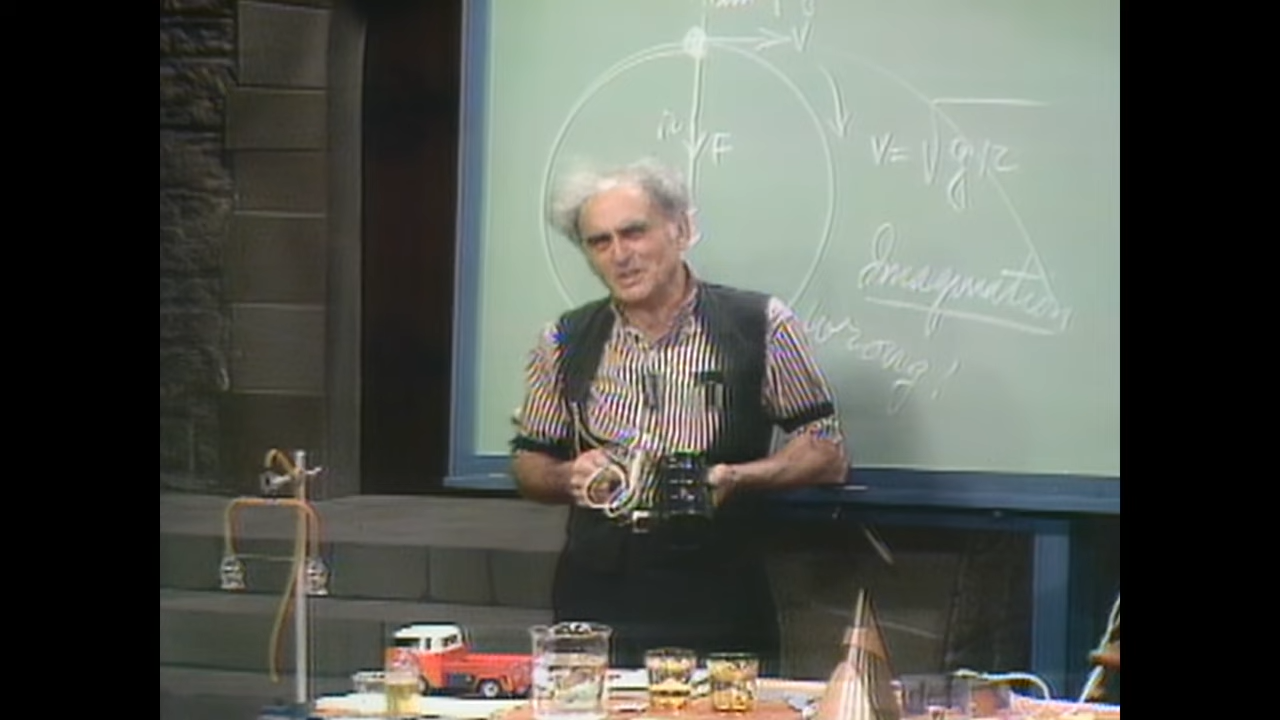 V
F
V= √gr
Imagination
wrong!